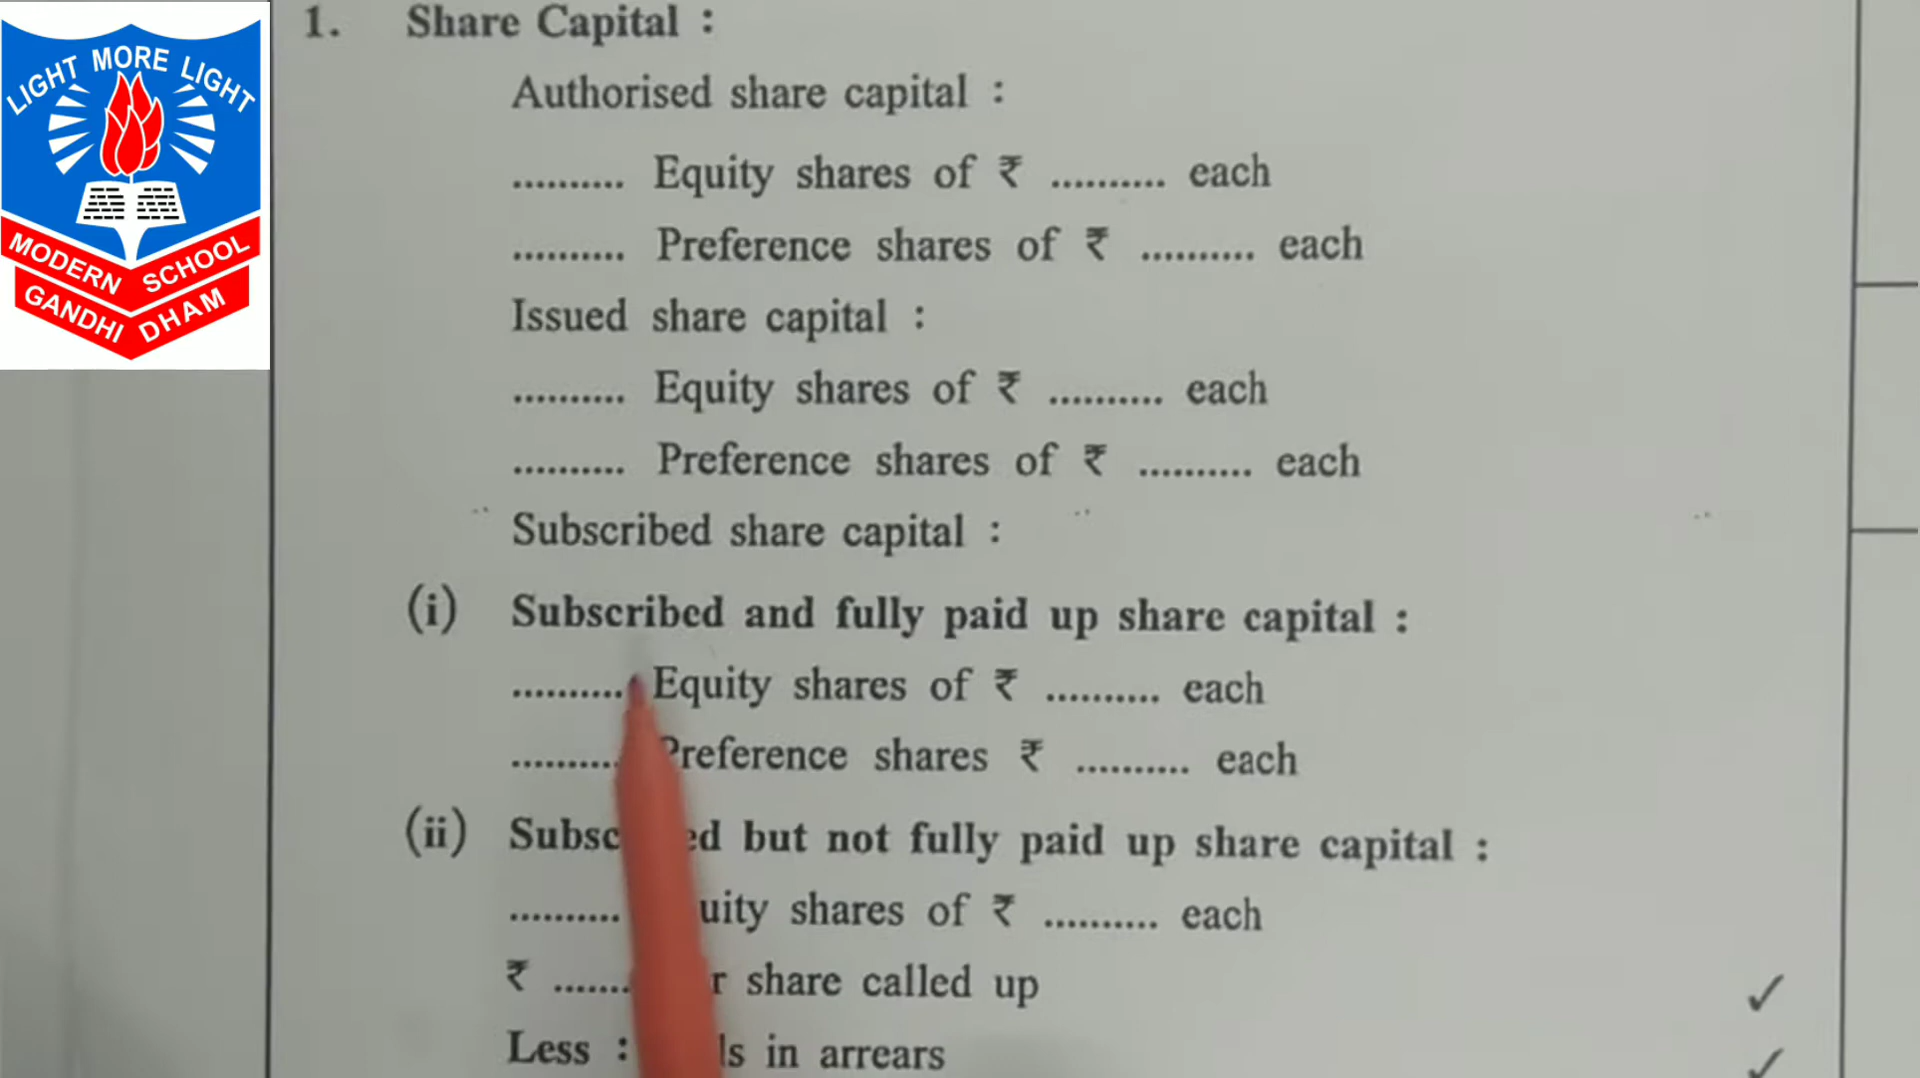 LIGHT MORE LIGHT
MODERN SCHOOL
GANDHI DHAM
1. Share Capital :
Authorised share capital :
.......... Equity shares of ₹ .......... each
.......... Preference shares of ₹ .......... each
Issued share capital :
.......... Equity shares of ₹ .......... each
.......... Preference shares of ₹ .......... each
Subscribed share capital :
(i) Subscribed and fully paid up share capital :
.......... Equity shares of ₹ .......... each
.......... Preference shares ₹ .......... each
(ii) but not fully paid up share capital :
.......... shares of ₹ .......... each
₹ ....... share called up
Less : in arrears